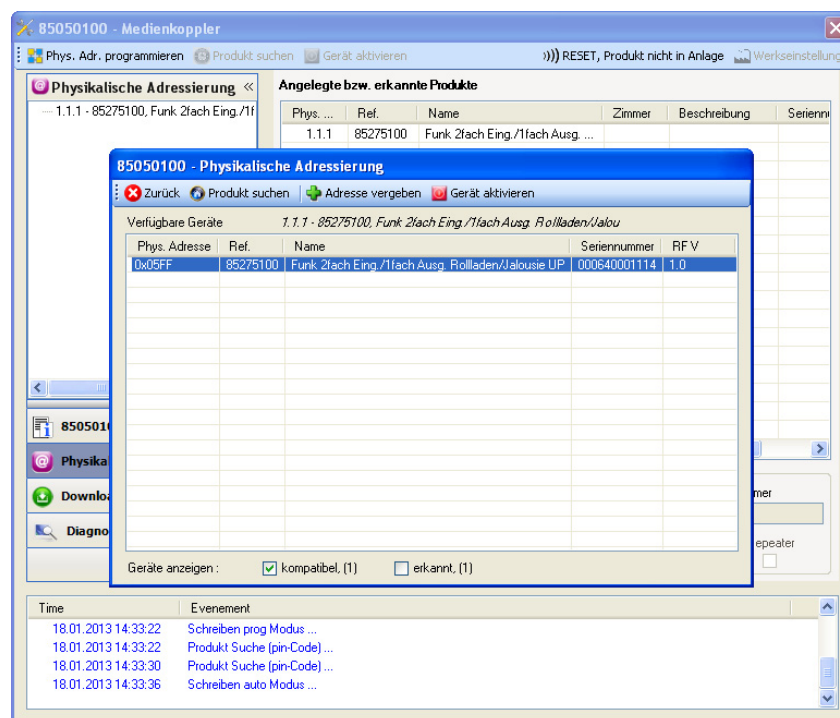 85050100 - Medienkoppler
Phys. Adr. programmieren Produkt suchen Gerät aktivieren RESET, Produkt nicht in Anlage Werkseinstellung
Physikalische Adressierung «
1.1.1 - 85275100, Funk 2fach Eing./1f
Angelegte bzw. erkannte Produkte
Phys. ... Ref. Name Zimmer Beschreibung Seriennu
1.1.1 85275100 Funk 2fach Eing./1fach Ausg. ...
85050100 - Physikalische Adressierung
Zurück Produkt suchen Adresse vergeben Gerät aktivieren
Verfügbare Geräte 1.1.1 - 85275100, Funk 2fach Eing./1fach Ausg. Rollladen/Jalou
Phys. Adresse Ref. Name Seriennummer RF V
0x05FF 85275100 Funk 2fach Eing./1fach Ausg. Rollladen/Jalousie UP 000640001114 1.0
Geräte anzeigen : kompatibel, (1) erkannt, (1)
850501
Physika
Downloa
Diagno
mer
epeater
Time Evenement
18.01.2013 14:33:22 Schreiben prog Modus ...
18.01.2013 14:33:22 Produkt Suche (pin-Code) ...
18.01.2013 14:33:30 Produkt Suche (pin-Code) ...
18.01.2013 14:33:36 Schreiben auto Modus ...